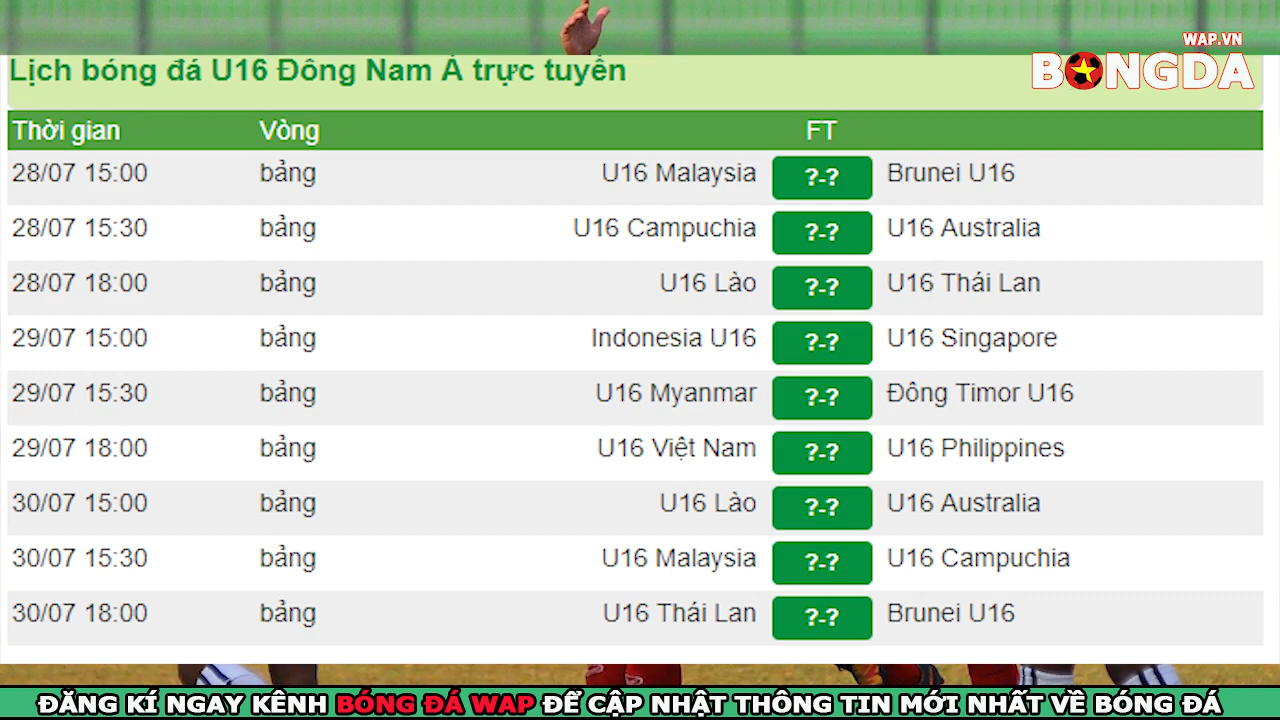 WAP.VN
BONGDA
Lịch bóng đá U16 Đông Nam Á trực tuyến
Thời gian Vòng FT
28/07 15:00 bảng U16 Malaysia ?-? Brunei U16
28/07 15:30 bảng U16 Campuchia ?-? U16 Australia
28/07 18:00 bảng U16 Lào ?-? U16 Thái Lan
29/07 15:00 bảng Indonesia U16 ?-? U16 Singapore
29/07 15:30 bảng U16 Myanmar ?-? Đông Timor U16
29/07 18:00 bảng U16 Việt Nam ?-? U16 Philippines
30/07 15:00 bảng U16 Lào ?-? U16 Australia
30/07 15:30 bảng U16 Malaysia ?-? U16 Campuchia
30/07 18:00 bảng U16 Thái Lan ?-? Brunei U16
ĐĂNG KÍ NGAY KÊNH BÓNG ĐÁ WAP ĐỂ CẬP NHẬT THÔNG TIN MỚI NHẤT VỀ BÓNG ĐÁ